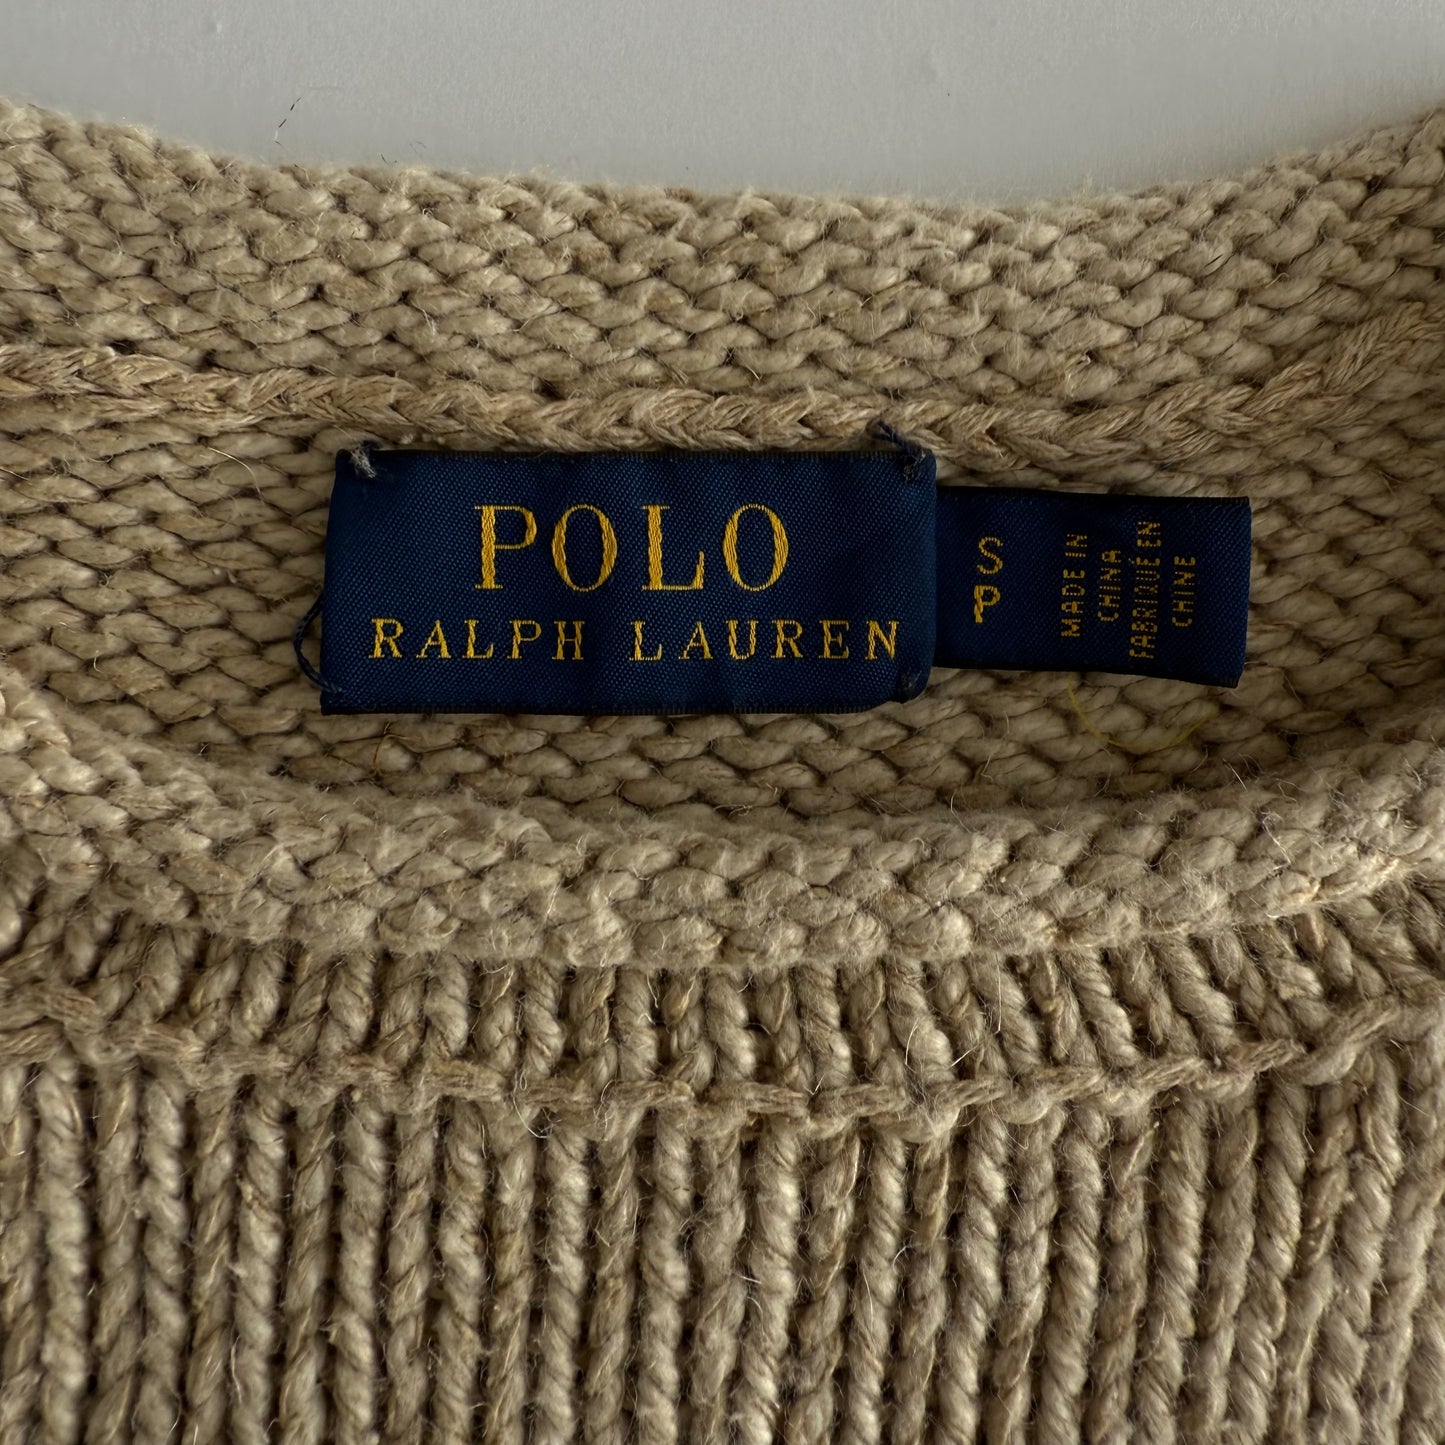 POLO
RALPH LAUREN
S
P
MADE IN
CHINA
FABRIQUÉ EN
CHINE